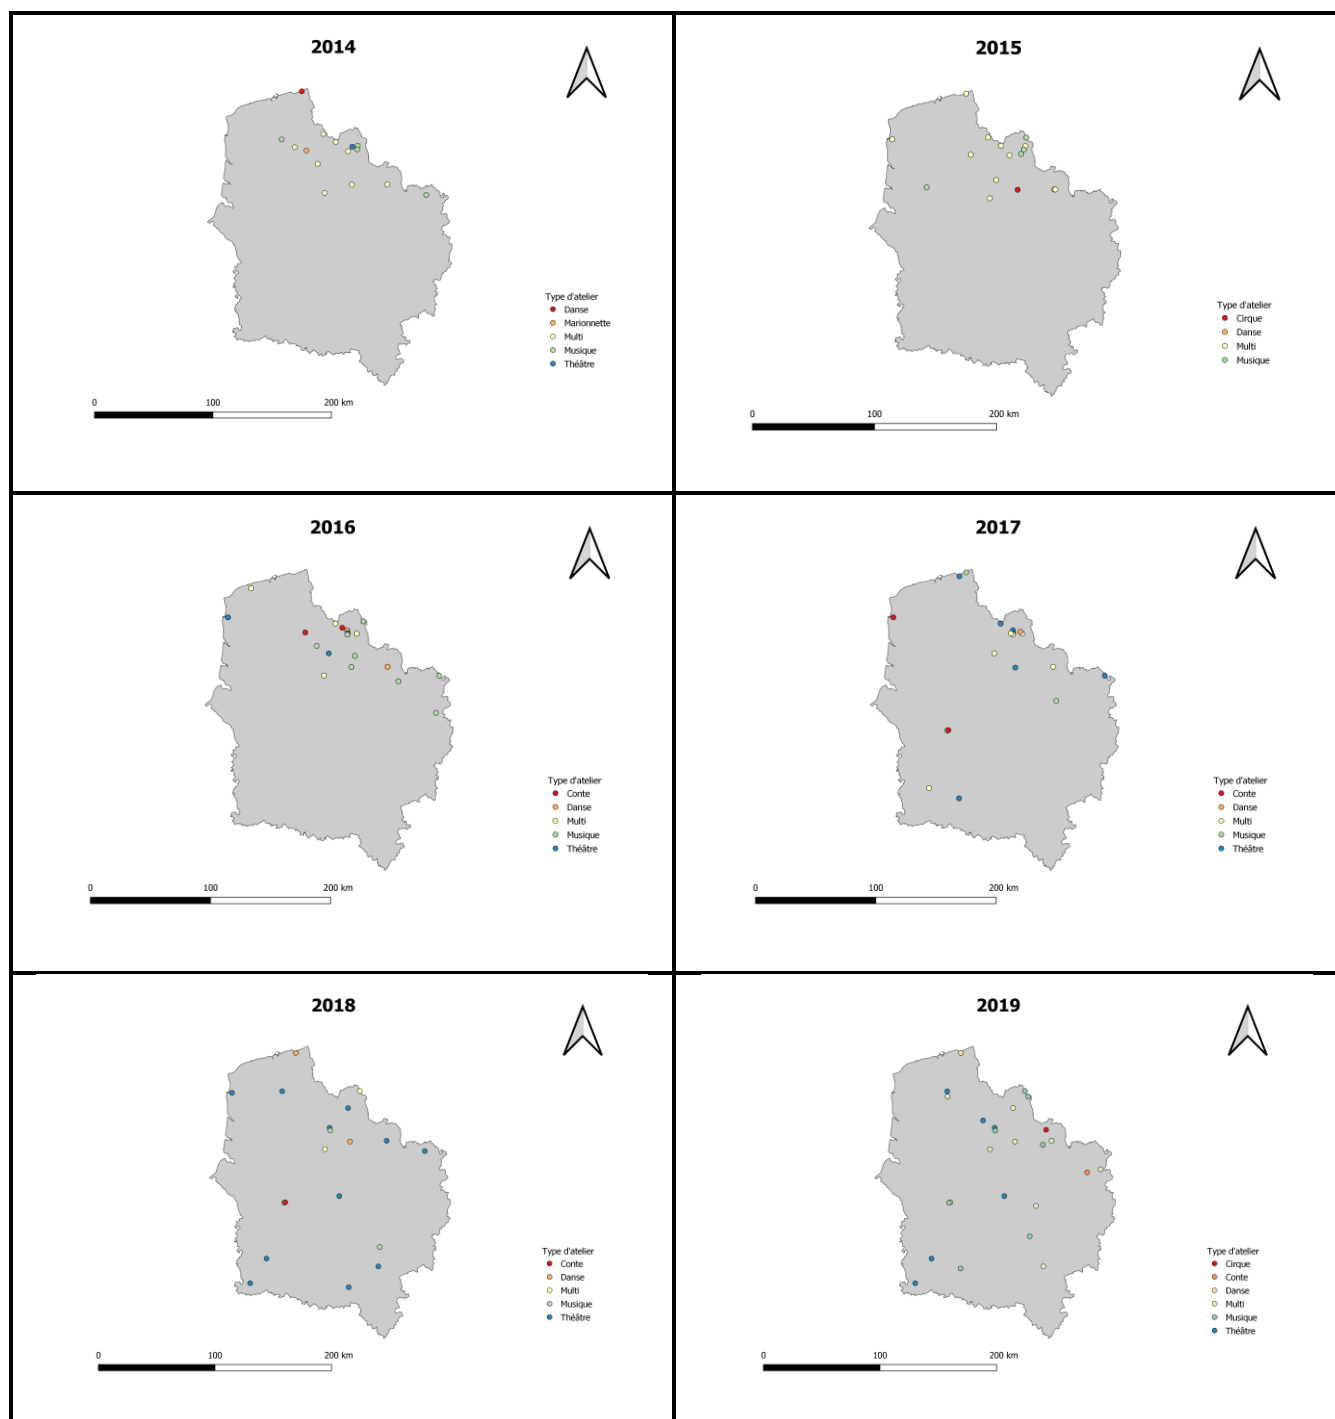 2014
Type d'atelier
Danse
Marionnette
Multi
Musique
Théâtre
0 100 200 km
2015
Type d'atelier
Cirque
Danse
Multi
Musique
0 100 200 km
2016
Type d'atelier
Conte
Danse
Multi
Musique
Théâtre
0 100 200 km
2017
Type d'atelier
Conte
Danse
Multi
Musique
Théâtre
0 100 200 km
2018
Type d'atelier
Conte
Danse
Multi
Musique
Théâtre
0 100 200 km
2019
Type d'atelier
Cirque
Conte
Danse
Multi
Musique
Théâtre
0 100 200 km